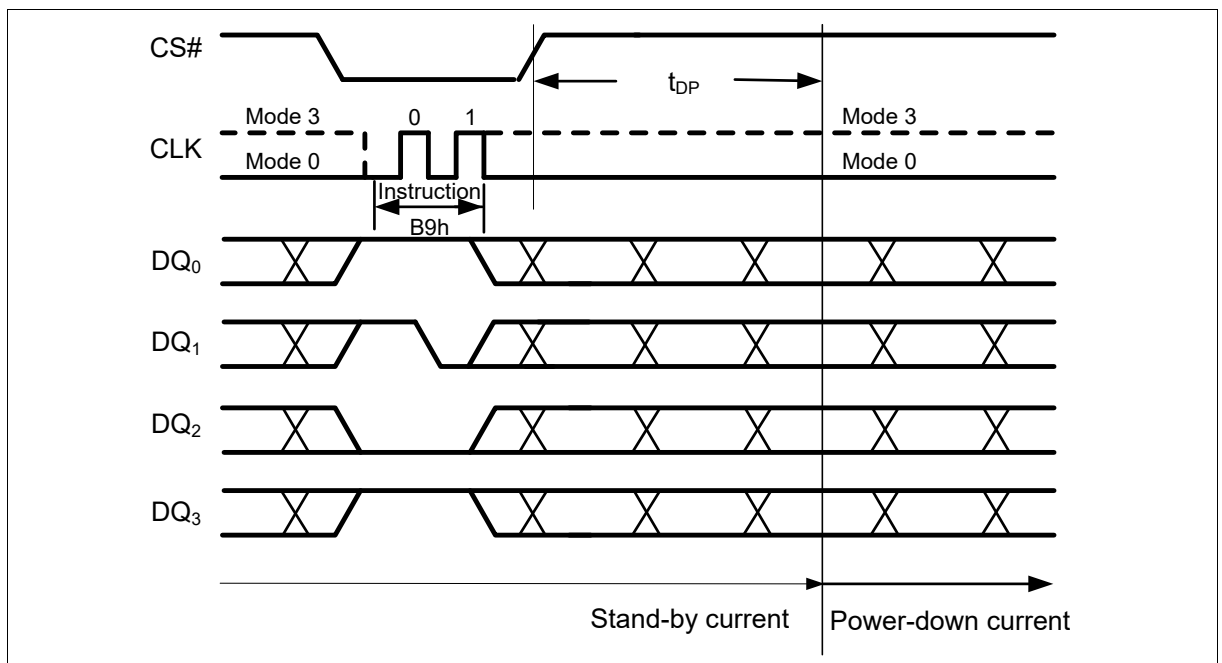 CS#
tDP
Mode 3 0 1 Mode 3
CLK
Mode 0 Mode 0
Instruction
B9h
DQ0
DQ1
DQ2
DQ3
Stand-by current Power-down current